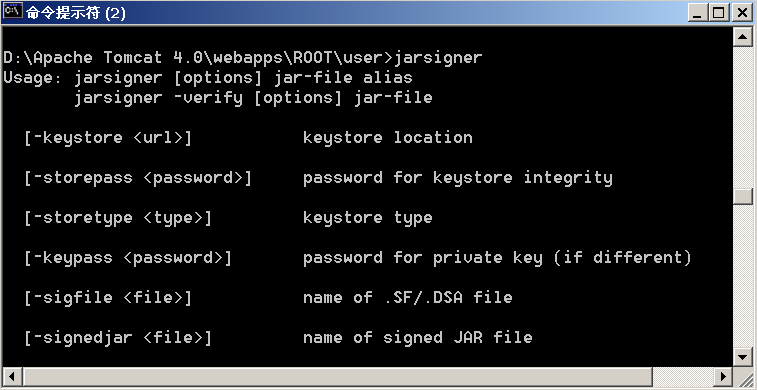 命令提示符 (2)
D:\Apache Tomcat 4.0\webapps\ROOT\user>jarsigner
Usage: jarsigner [options] jar-file alias
       jarsigner -verify [options] jar-file
[-keystore <url>]           keystore location
[-storepass <password>]     password for keystore integrity
[-storetype <type>]         keystore type
[-keypass <password>]       password for private key (if different)
[-sigfile <file>]           name of .SF/.DSA file
[-signedjar <file>]         name of signed JAR file